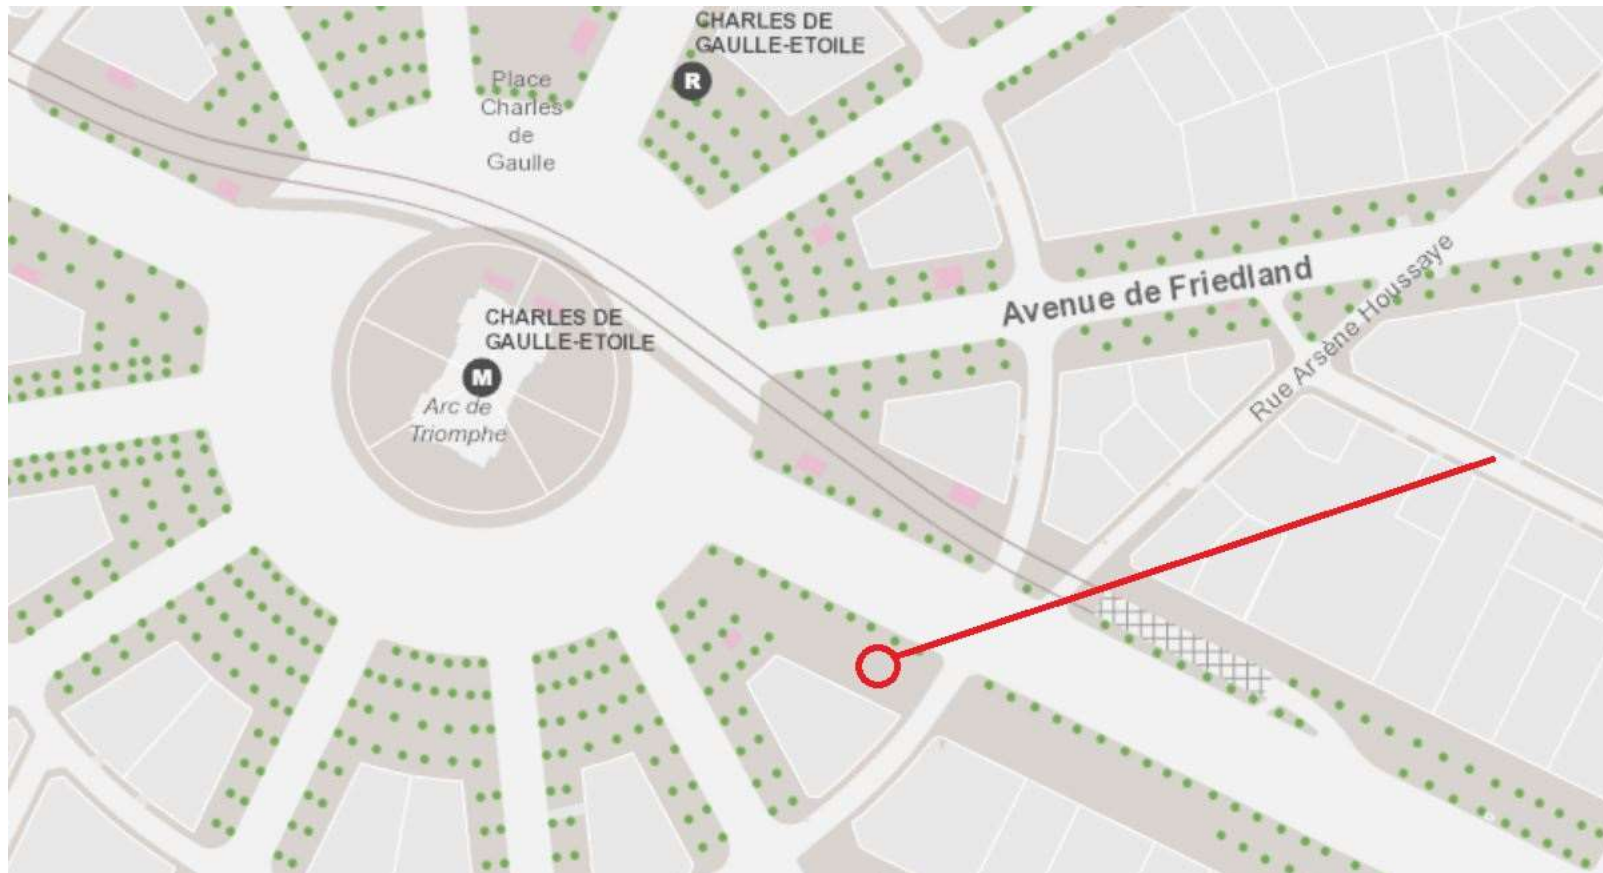 CHARLES DE
GAULLE-ETOILE
R
Place
Charles
de
Gaulle
Avenue de Friedland
Rue Arsène Houssaye
CHARLES DE
GAULLE-ETOILE
M
Arc de
Triomphe